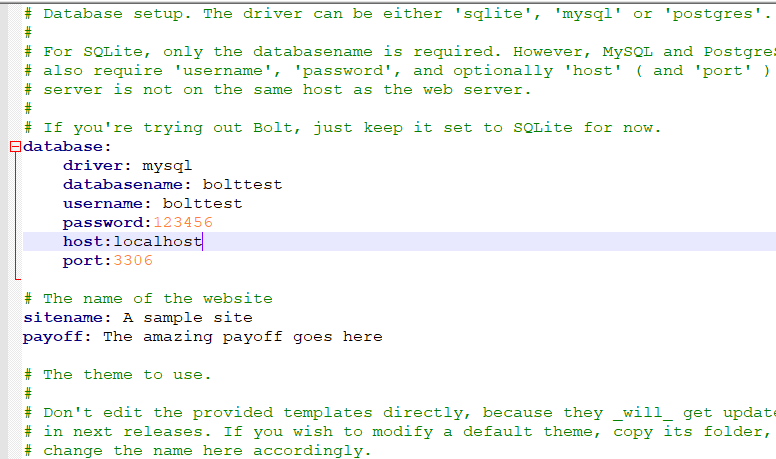 # Database setup. The driver can be either 'sqlite', 'mysql' or 'postgres'.
#
# For SQLite, only the databasename is required. However, MySQL and
# also require 'username', 'password', and optionally 'host' ( and 'port' )
# server is not on the same host as the web server.
#
# If you're trying out Bolt, just keep it set to SQLite for now.
database:
    driver: mysql
    databasename: bolttest
    username: bolttest
    password:123456
    host:localhost
    port:3306
# The name of the website
sitename: A sample site
payoff: The amazing payoff goes here
# The theme to use.
#
# Don't edit the provided templates directly, because they _will_ get
# in next releases. If you wish to modify a default theme, copy its folder,
# change the name here accordingly.